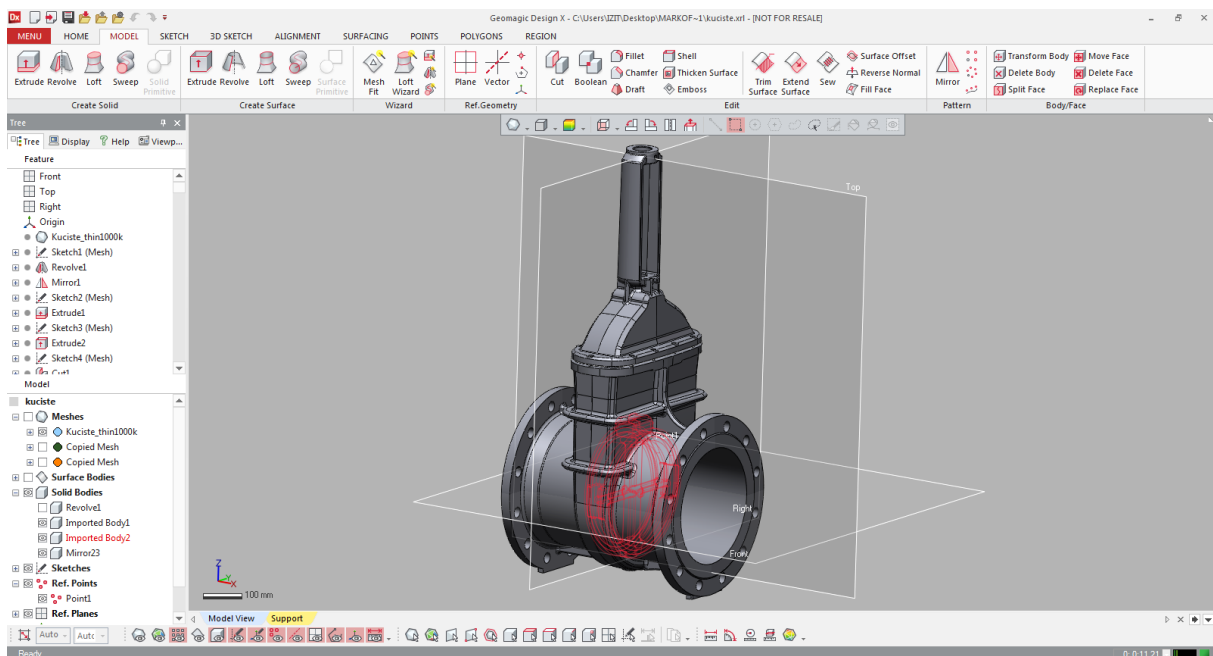 Geomagic Design X - C:\Users\IZIT\Desktop\MARKOF~1\kuciste.xrl - [NOT FOR RESALE]
MENU HOME MODEL SKETCH 3D SKETCH ALIGNMENT SURFACING POINTS POLYGONS REGION
Extrude Revolve Loft Sweep Solid Primitive
Create Solid
Extrude Revolve Loft Sweep Surface Primitive
Create Surface
Mesh Fit Loft Wizard
Wizard
Plane Vector
Ref.Geometry
Cut Boolean Fillet Chamfer Draft Shell Thicken Surface Emboss Trim Surface Extend Surface Sew Surface Offset Reverse Normal Fill Face
Edit
Mirror
Pattern
Transform Body Move Face
Delete Body Delete Face
Split Face Replace Face
Body/Face
Tree
Tree Display Help Viewp...
Feature
Front
Top
Right
Origin
Kuciste_thin1000k
Sketch1 (Mesh)
Revolve1
Mirror1
Sketch2 (Mesh)
Extrude1
Sketch3 (Mesh)
Extrude2
Sketch4 (Mesh)
Cut1
Model
kuciste
Meshes
Kuciste_thin1000k
Copied Mesh
Copied Mesh
Surface Bodies
Solid Bodies
Revolve1
Imported Body1
Imported Body2
Mirror23
Sketches
Ref. Points
Point1
Ref. Planes
Top
Point1
Right
Front
Z
Y
X
100 mm
Model View Support
Auto
Ready
0: 0:11.21